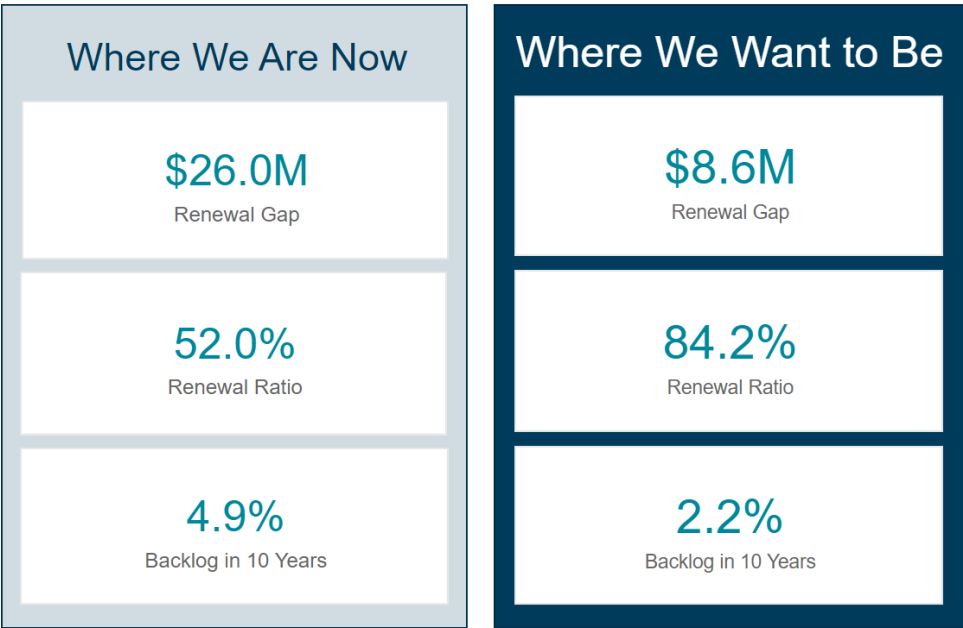 Where We Are Now
$26.0M
Renewal Gap
52.0%
Renewal Ratio
4.9%
Backlog in 10 Years
Where We Want to Be
$8.6M
Renewal Gap
84.2%
Renewal Ratio
2.2%
Backlog in 10 Years